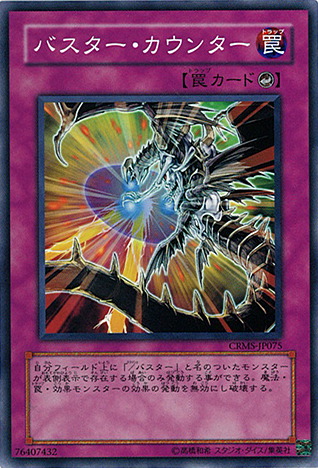 バスター・カウンター
トラップ
罠
トラップ
【罠カード】
CRMS-JP075
自分フィールド上に「/バスター」と名のついたモンスター
が表側表示で存在する場合のみ発動する事ができる。魔法・
罠・効果モンスターの効果の発動を無効にし破壊する。
76407432
©高橋和希 スタジオ・ダイス/集英社